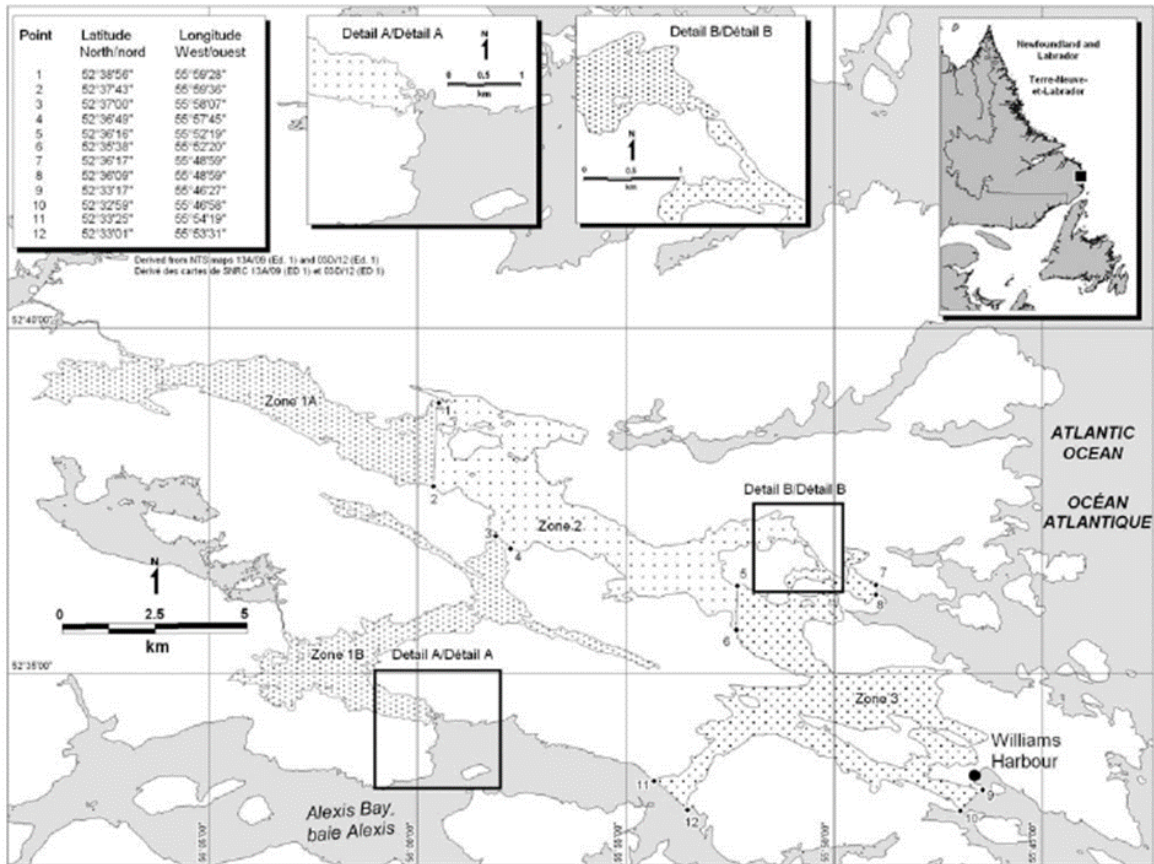 Point Latitude North/nord Longitude West/ouest
1 52°38'56" 55°59'28"
2 52°37'43" 55°59'36"
3 52°37'00" 55°58'07"
4 52°36'49" 55°57'45"
5 52°36'16" 55°52'19"
6 52°35'38" 55°52'20"
7 52°36'17" 55°48'59"
8 52°36'09" 55°48'59"
9 52°33'17" 55°46'27"
10 52°32'59" 55°46'58"
11 52°33'25" 55°54'19"
12 52°33'01" 55°53'31"
Derived from NTS maps 13A/09 (Ed. 1) and 03D/12 (Ed. 1)
Dérivé des cartes de SNRC 13A/09 (ED 1) et 03D/12 (ED 1)
Detail A/Détail A
N
0 0.5 1
km
Detail B/Détail B
N
0 0.5 1
km
Newfoundland and
Labrador
Terre-Neuve-
et-Labrador
52°40'00"
Zone 1A
1
2
ATLANTIC
OCEAN
OCÉAN
ATLANTIQUE
Detail B/Détail B
Zone 2
3
4
5
6
7
8
N
0 2.5 5
km
52°35'00"
Zone 1B
Detail A/Détail A
Zone 3
Williams
Harbour
9
10
11
12
Alexis Bay,
baie Alexis